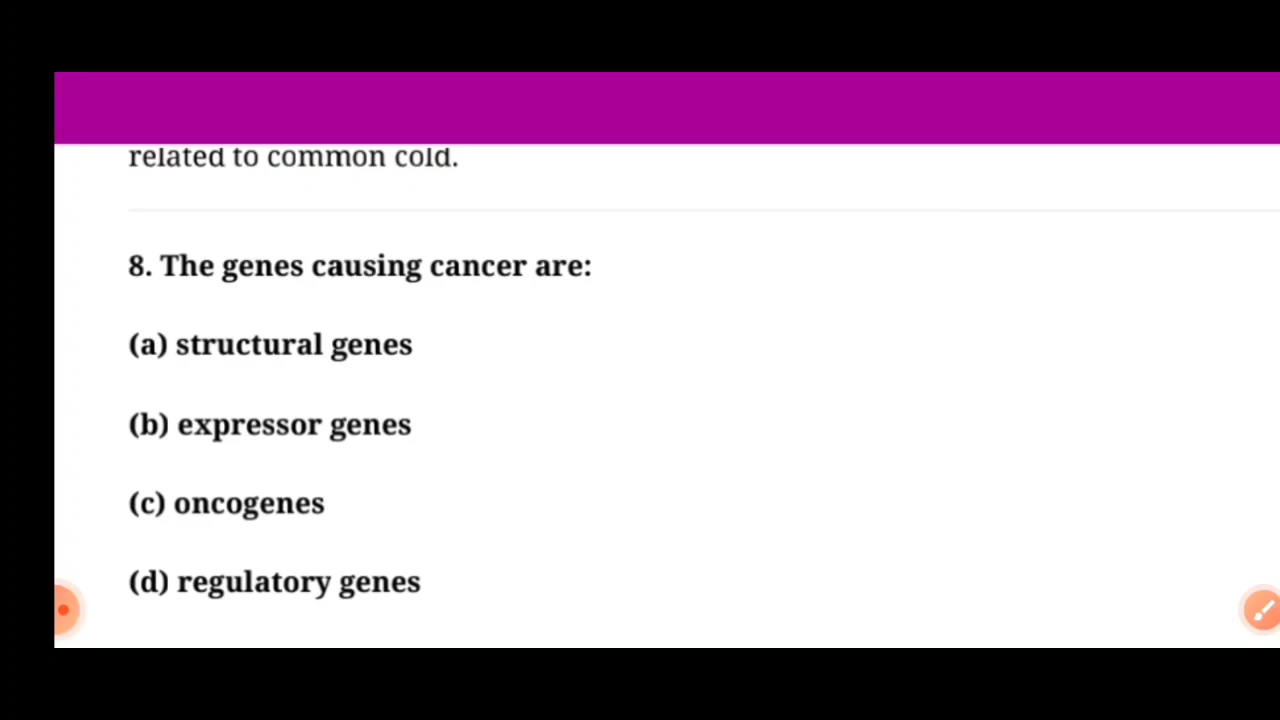 related to common cold.
8. The genes causing cancer are:
(a) structural genes
(b) expressor genes
(c) oncogenes
(d) regulatory genes